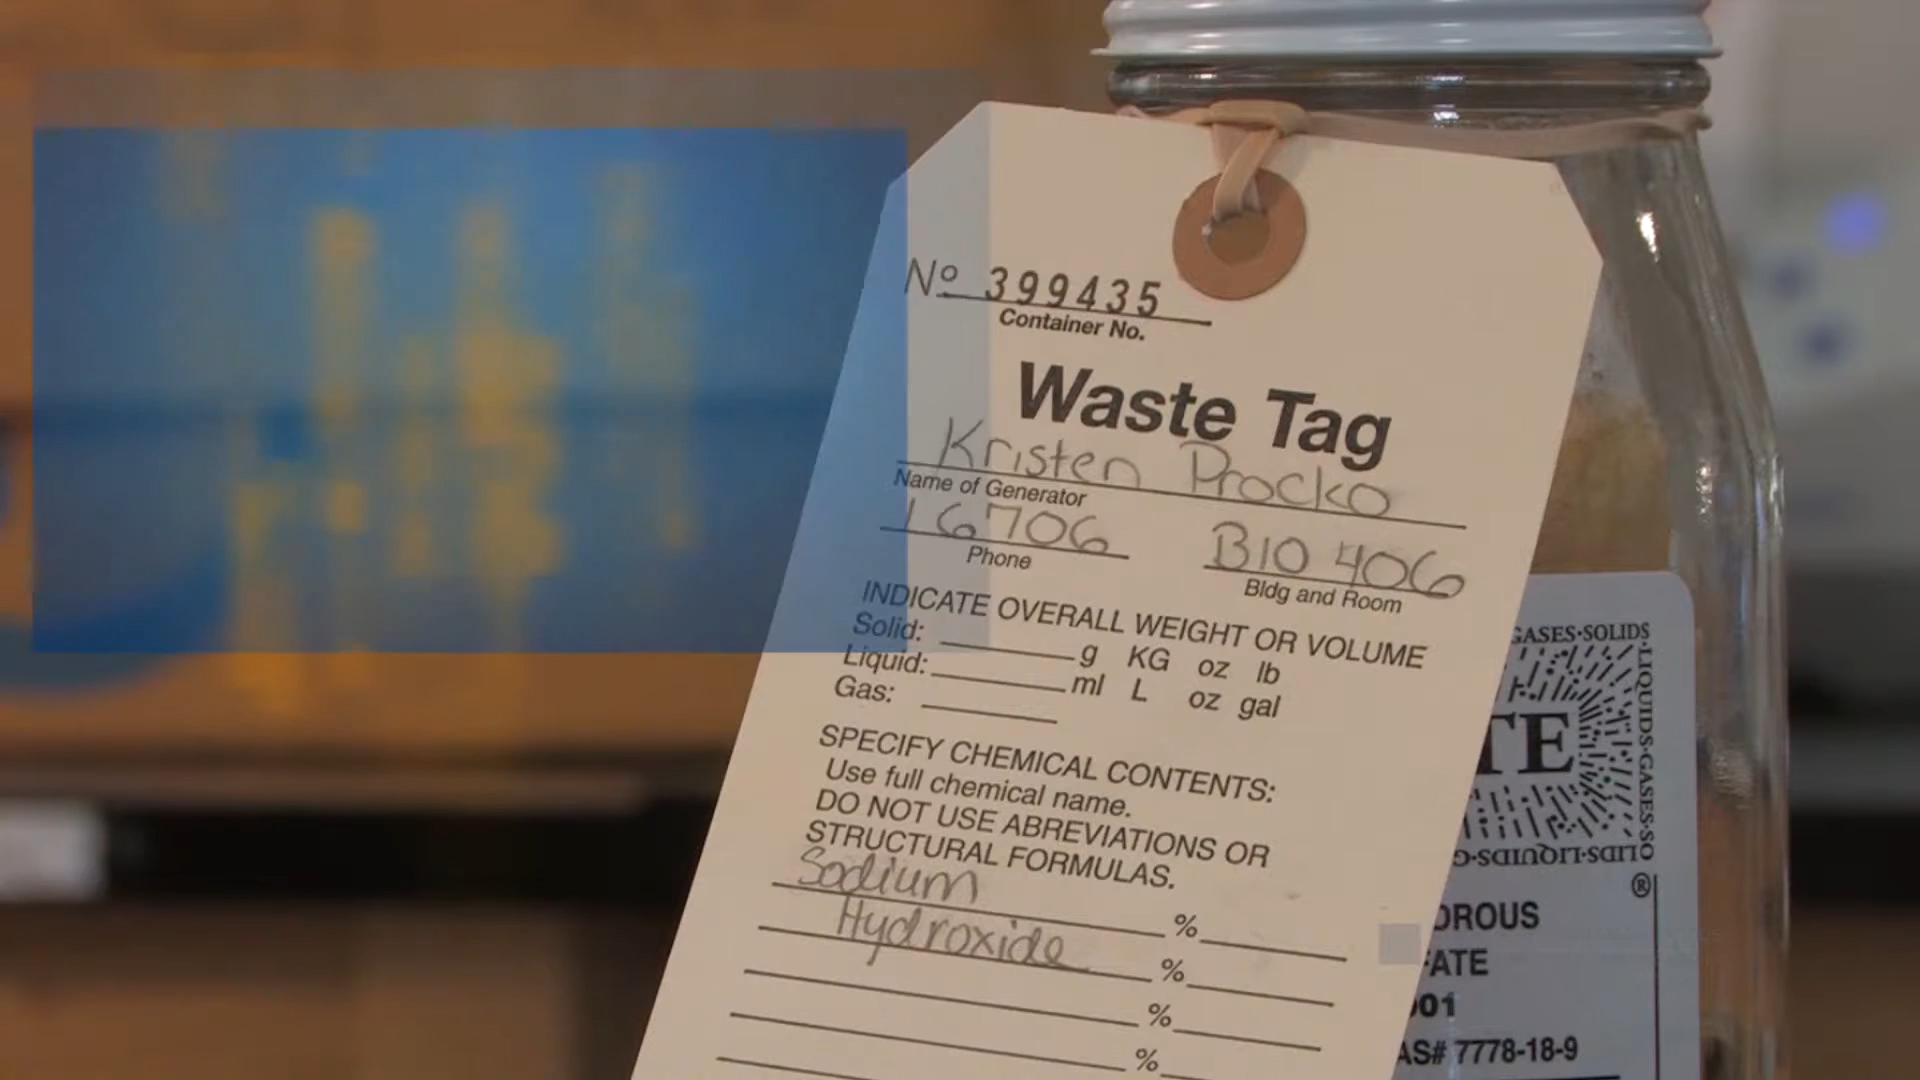 Nº 399435
Container No.
Waste Tag
Kristen Procko
Name of Generator
16706 BIO 406
Phone Bldg and Room
INDICATE OVERALL WEIGHT OR VOLUME
Solid: g KG oz lb
Liquid: ml L oz gal
Gas:
SPECIFY CHEMICAL CONTENTS:
Use full chemical name.
DO NOT USE ABREVIATIONS OR
STRUCTURAL FORMULAS.
Sodium %
Hydroxide %
%
%
GASES·SOLIDS
LIQUIDS·GASES·SO
LIDS·LIQUIDS·G
TE
®
DROUS
FATE
001
AS# 7778-18-9